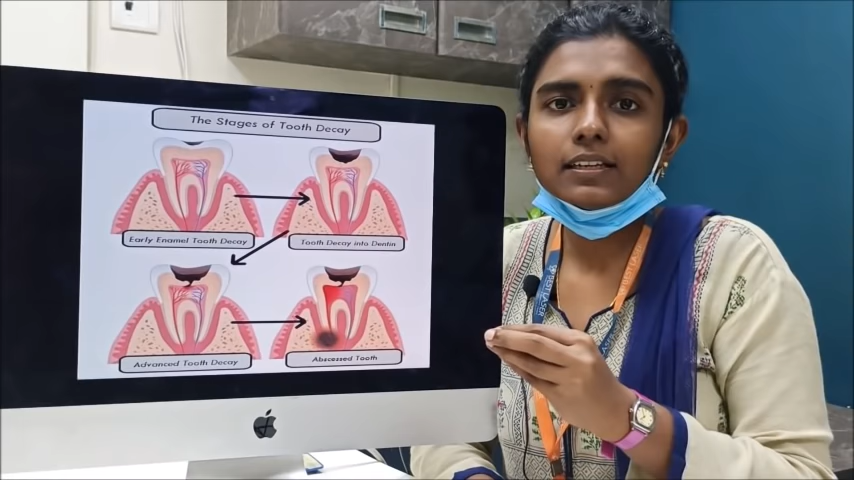 The Stages of Tooth Decay
Early Enamel Tooth Decay
Tooth Decay into Dentin
Advanced Tooth Decay
Abscessed Tooth